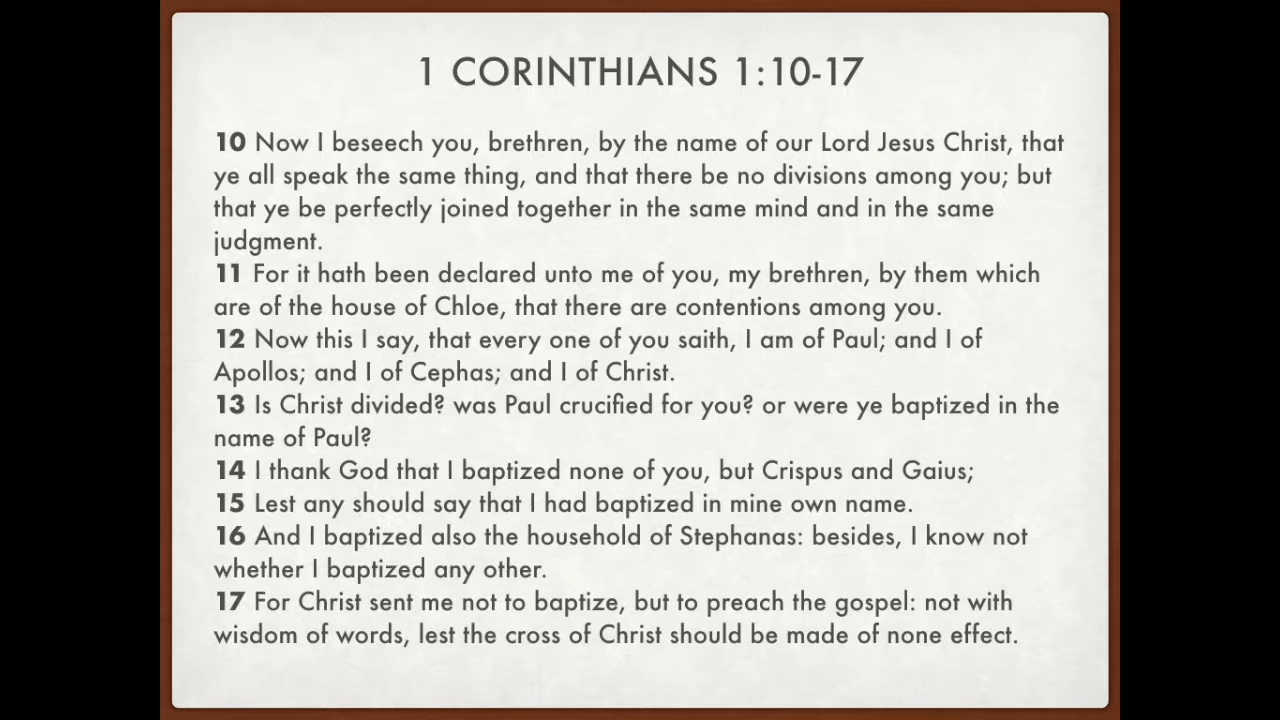 1 CORINTHIANS 1:10-17
10 Now I beseech you, brethren, by the name of our Lord Jesus Christ, that
ye all speak the same thing, and that there be no divisions among you; but
that ye be perfectly joined together in the same mind and in the same
judgment.
11 For it hath been declared unto me of you, my brethren, by them which
are of the house of Chloe, that there are contentions among you.
12 Now this I say, that every one of you saith, I am of Paul; and I of
Apollos; and I of Cephas; and I of Christ.
13 Is Christ divided? was Paul crucified for you? or were ye baptized in the
name of Paul?
14 I thank God that I baptized none of you, but Crispus and Gaius;
15 Lest any should say that I had baptized in mine own name.
16 And I baptized also the household of Stephanas: besides, I know not
whether I baptized any other.
17 For Christ sent me not to baptize, but to preach the gospel: not with
wisdom of words, lest the cross of Christ should be made of none effect.